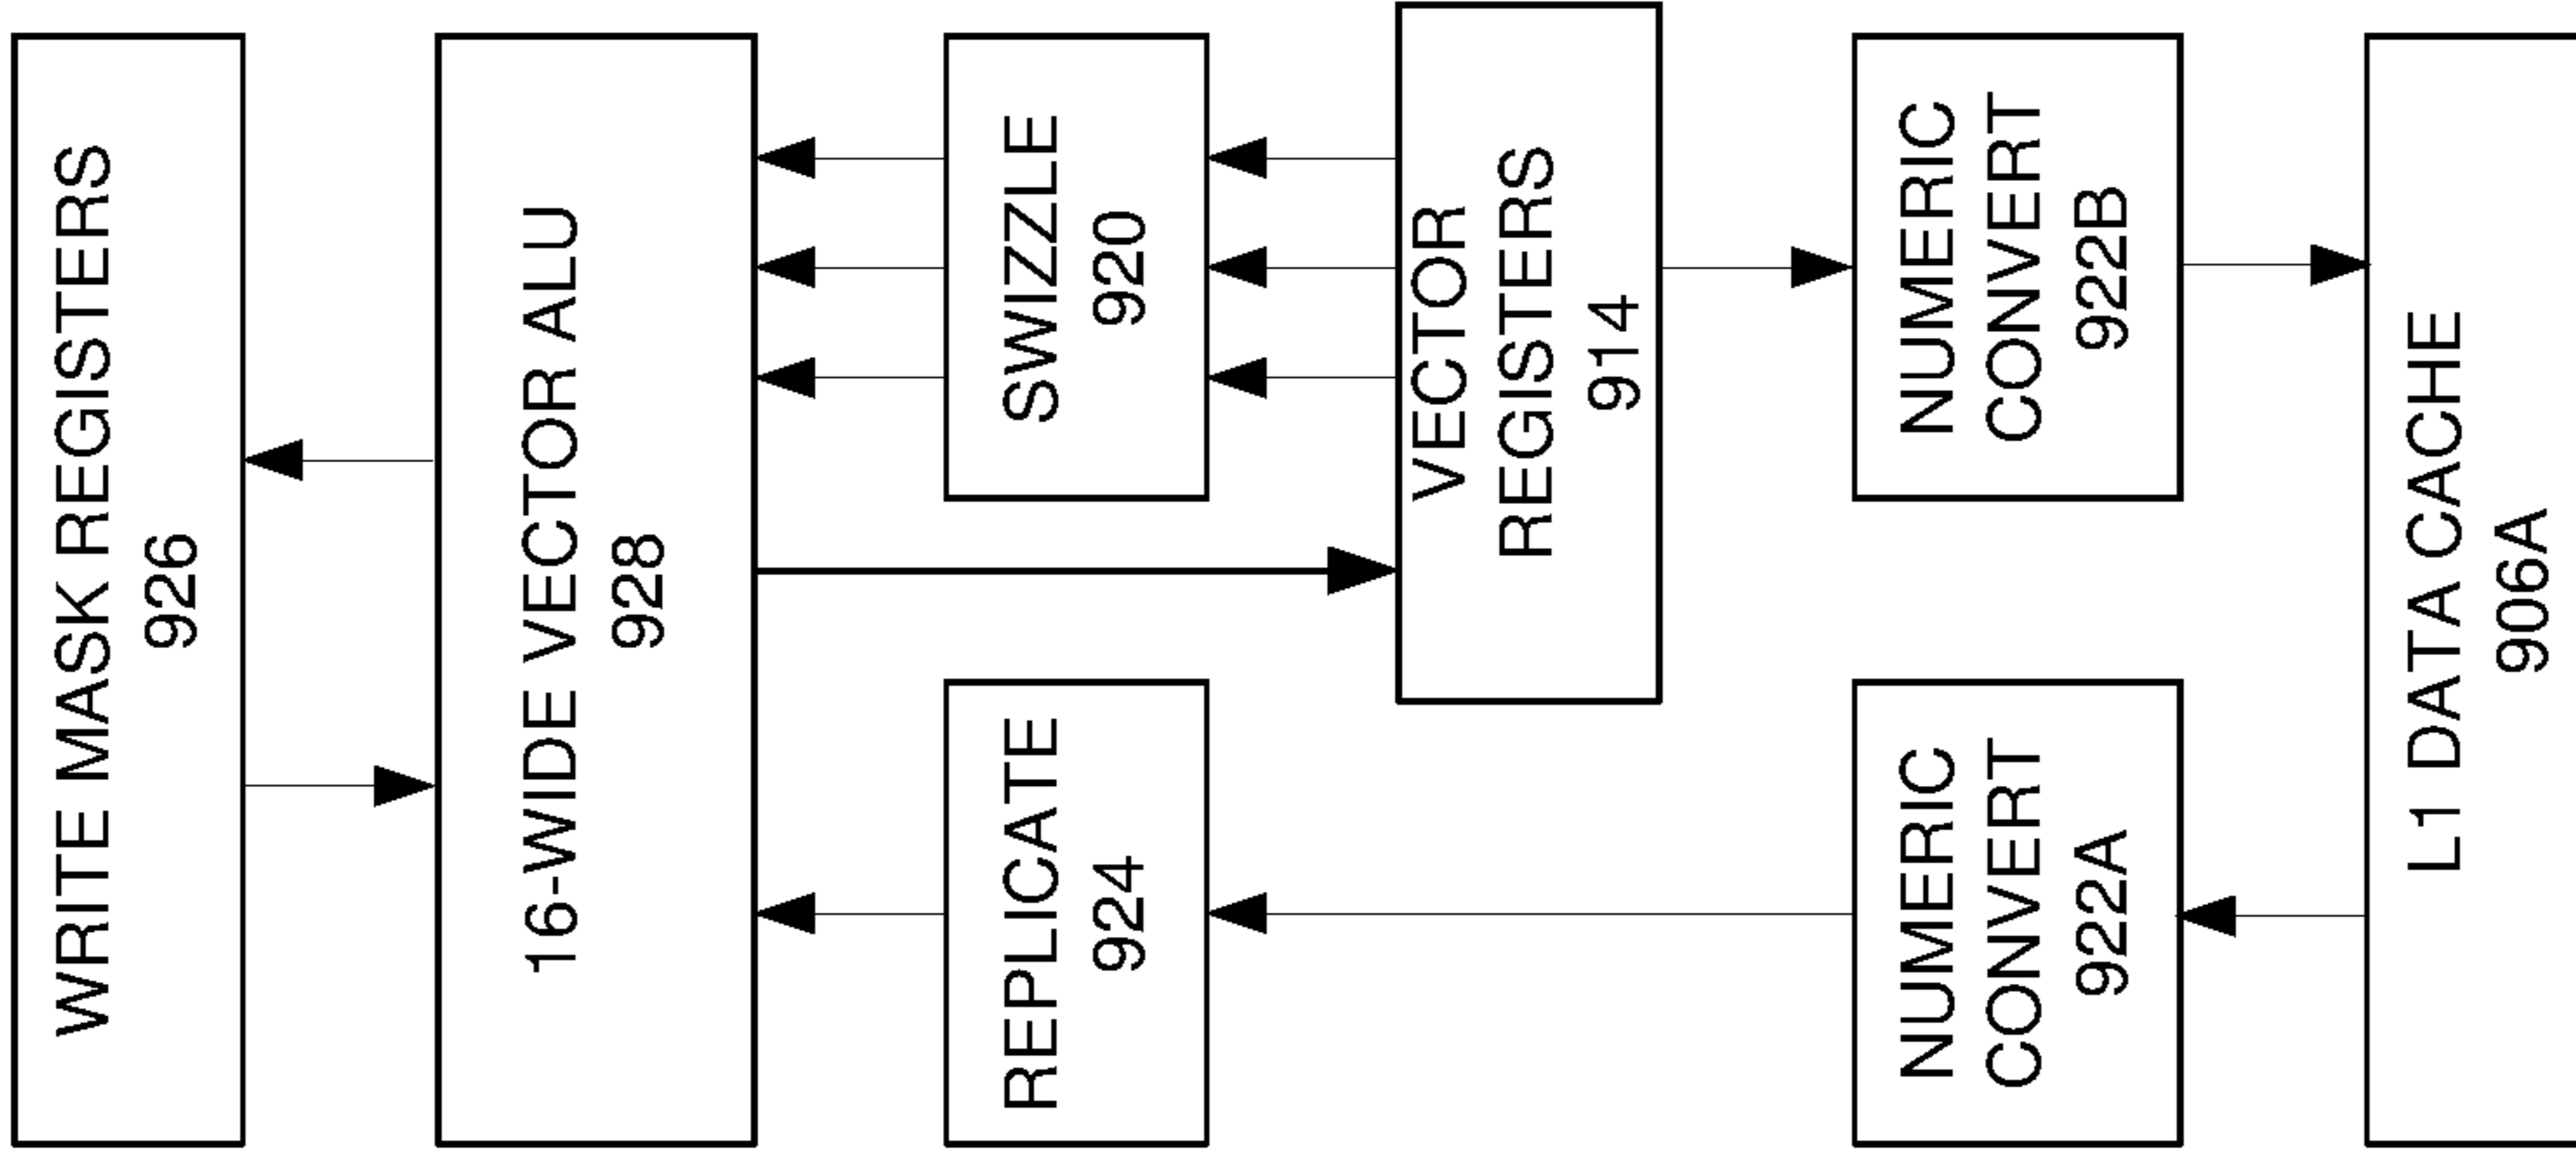 WRITE MASK REGISTERS
926
16-WIDE VECTOR ALU
928
REPLICATE
924
SWIZZLE
920
VECTOR
REGISTERS
914
NUMERIC
CONVERT
922A
NUMERIC
CONVERT
922B
L1 DATA CACHE
906A